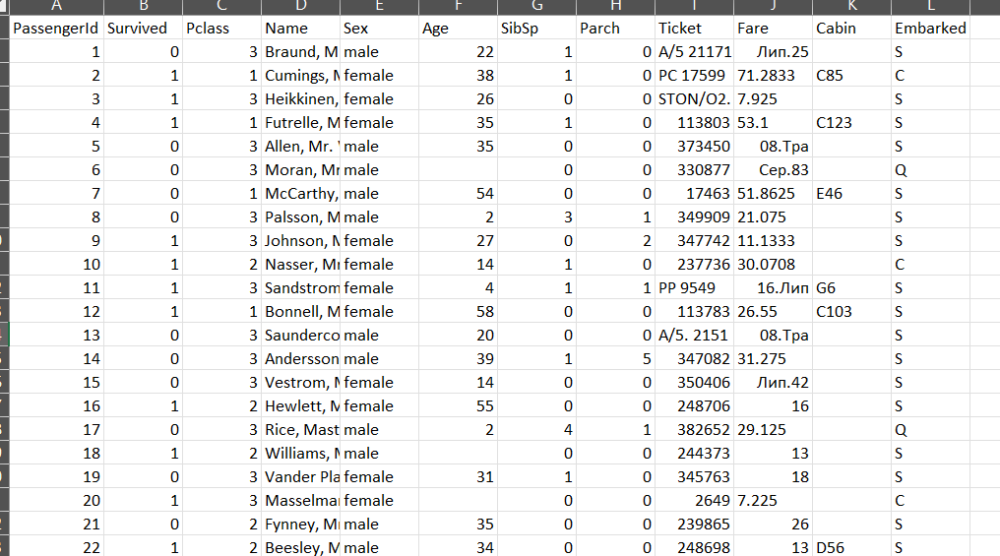 A B C D E F G H I J K L
PassengerId Survived Pclass Name Sex Age SibSp Parch Ticket Fare Cabin Embarked
1 0 3 Braund, M male 22 1 0 A/5 21171 Лип.25 S
2 1 1 Cumings, M female 38 1 0 PC 17599 71.2833 C85 C
3 1 3 Heikkinen, female 26 0 0 STON/O2. 7.925 S
4 1 1 Futrelle, M female 35 1 0 113803 53.1 C123 S
5 0 3 Allen, Mr. male 35 0 0 373450 08.Тра S
6 0 3 Moran, Mr male 0 0 330877 Сер.83 Q
7 0 1 McCarthy, male 54 0 0 17463 51.8625 E46 S
8 0 3 Palsson, M male 2 3 1 349909 21.075 S
9 1 3 Johnson, M female 27 0 2 347742 11.1333 S
10 1 2 Nasser, Mr female 14 1 0 237736 30.0708 C
11 1 3 Sandstrom female 4 1 1 PP 9549 16.Лип G6 S
12 1 1 Bonnell, M female 58 0 0 113783 26.55 C103 S
13 0 3 Saunderco male 20 0 0 A/5. 2151 08.Тра S
14 0 3 Andersson male 39 1 5 347082 31.275 S
15 0 3 Vestrom, M female 14 0 0 350406 Лип.42 S
16 1 2 Hewlett, M female 55 0 0 248706 16 S
17 0 3 Rice, Mast male 2 4 1 382652 29.125 Q
18 1 2 Williams, M male 0 0 244373 13 S
19 0 3 Vander Pla female 31 1 0 345763 18 S
20 1 3 Masselma female 0 0 2649 7.225 C
21 0 2 Fynney, Mr male 35 0 0 239865 26 S
22 1 2 Beesley, M male 34 0 0 248698 13 D56 S